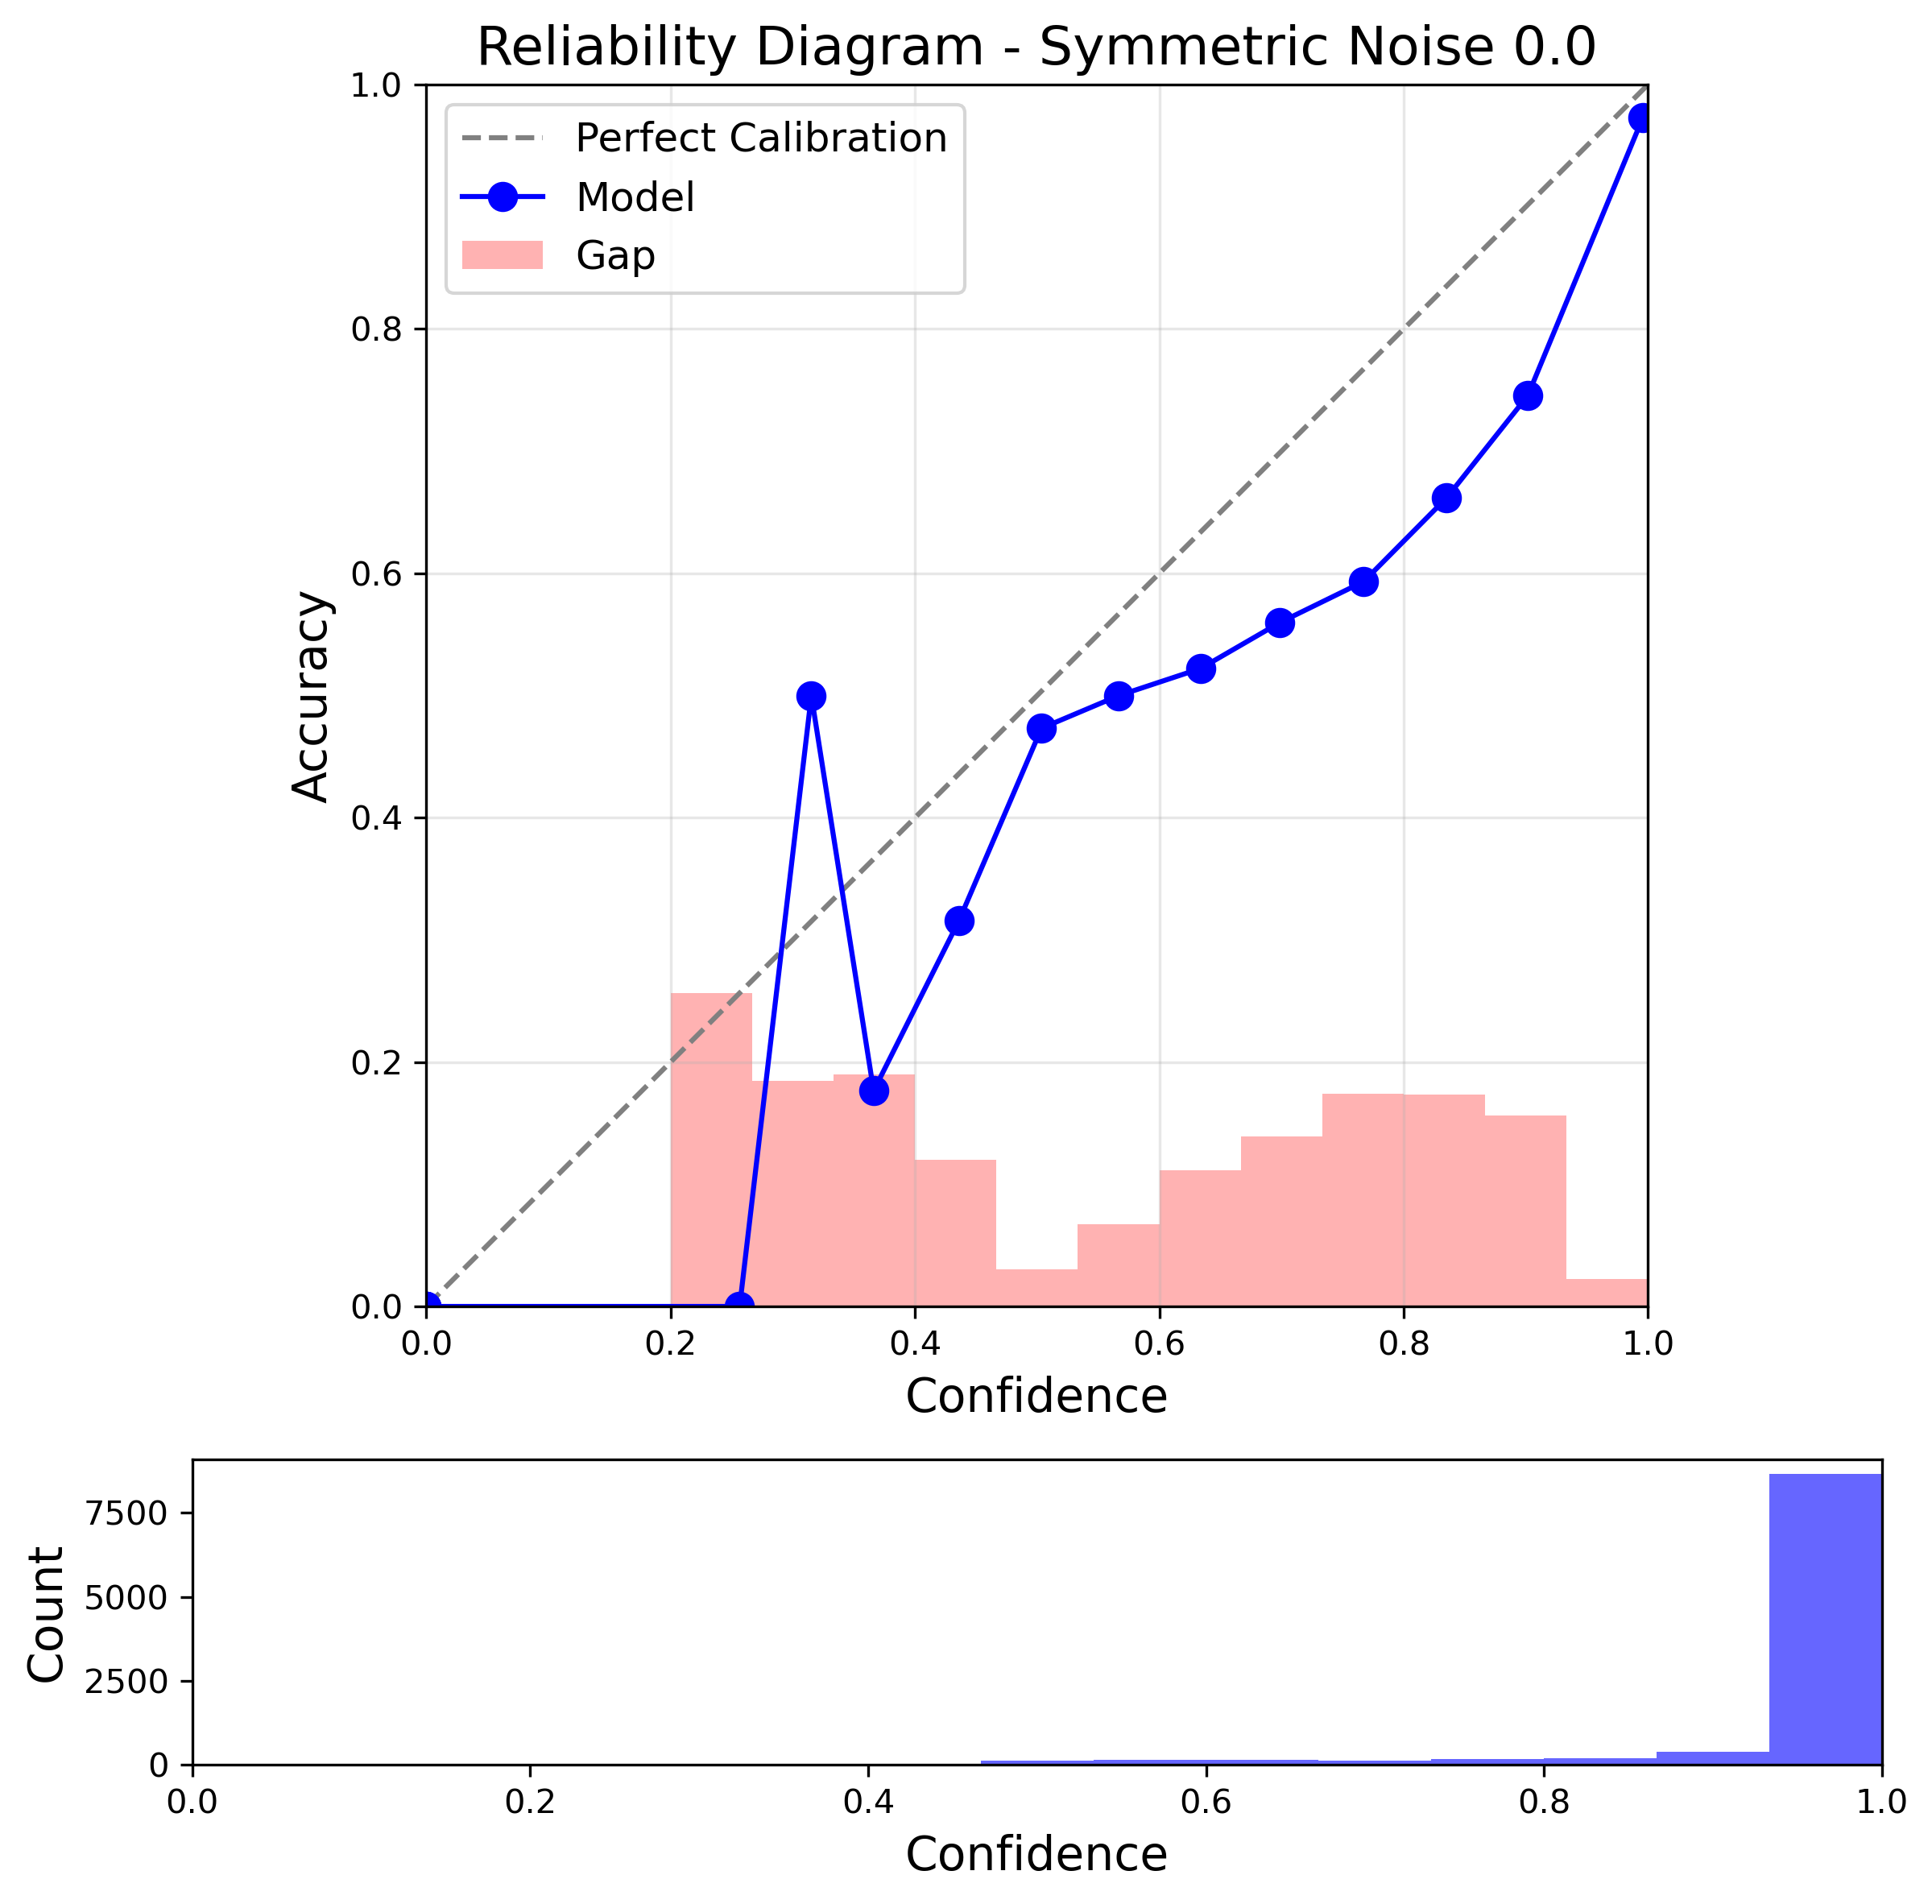 Reliability Diagram - Symmetric Noise 0.0
1.0
0.8
0.6
0.4
0.2
0.0
Accuracy
Perfect Calibration
Model
Gap
0.0 0.2 0.4 0.6 0.8 1.0
Confidence
7500
5000
2500
0
Count
0.0 0.2 0.4 0.6 0.8 1.0
Confidence